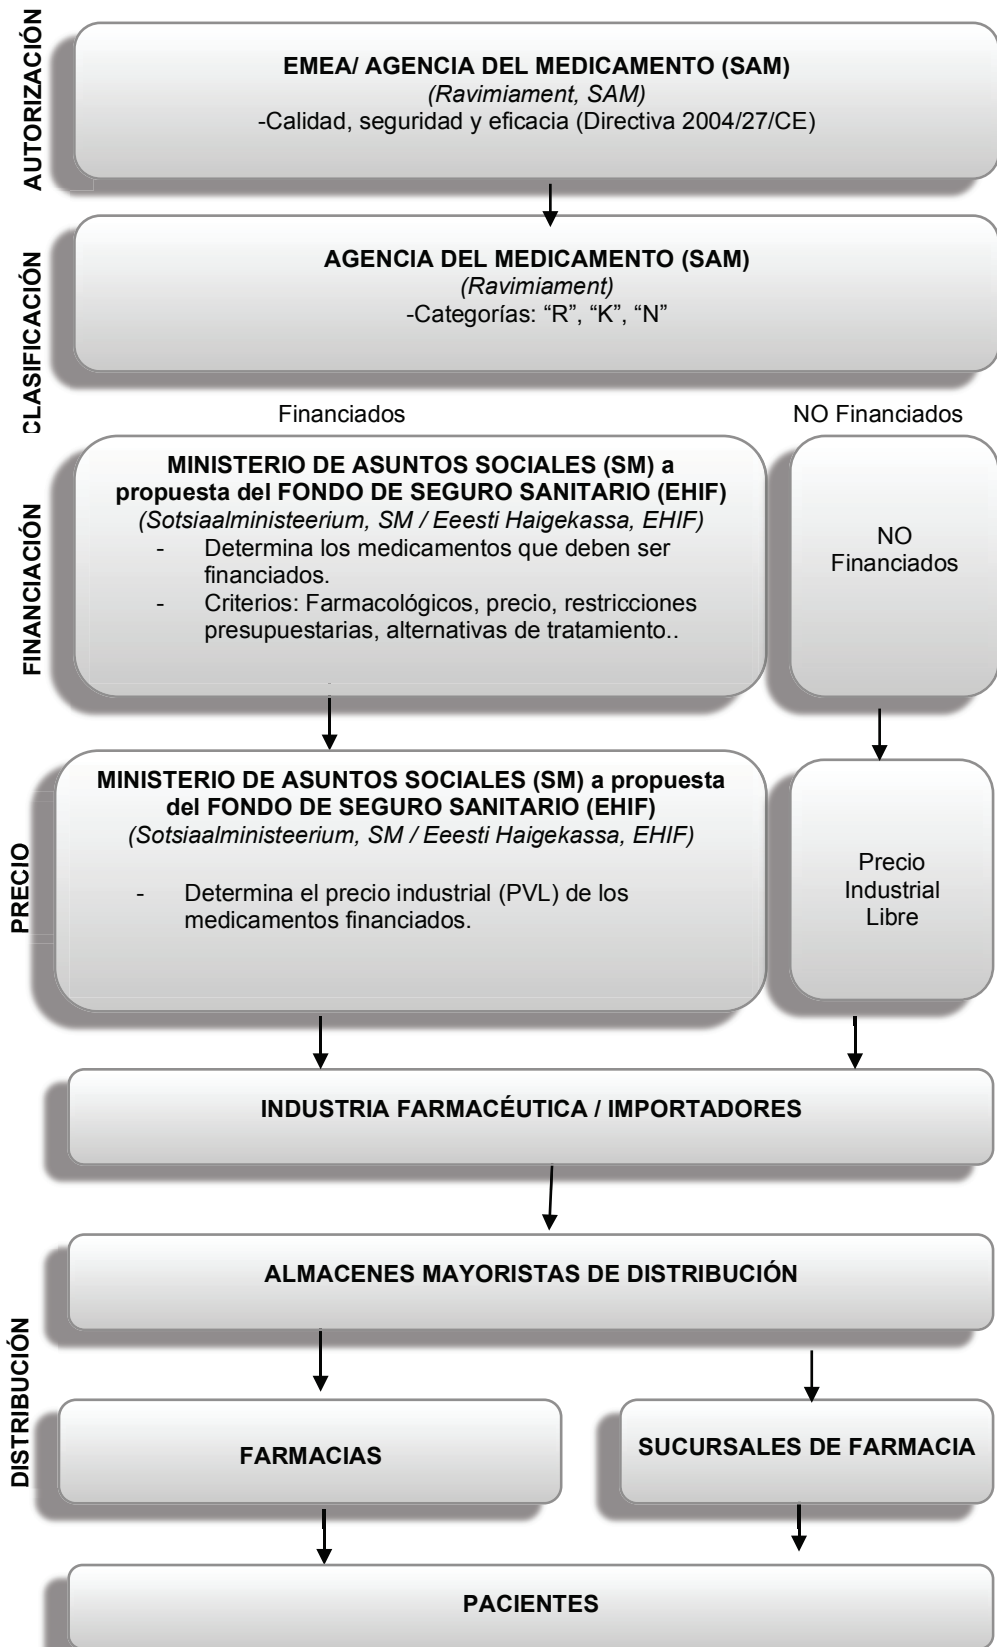 AUTORIZACIÓN
EMEA/ AGENCIA DEL MEDICAMENTO (SAM)
(Ravimiament, SAM)
-Calidad, seguridad y eficacia (Directiva 2004/27/CE)
CLASIFICACIÓN
AGENCIA DEL MEDICAMENTO (SAM)
(Ravimiament)
-Categorías: “R”, “K”, “N”
Financiados
NO Financiados
FINANCIACIÓN
MINISTERIO DE ASUNTOS SOCIALES (SM) a
propuesta del FONDO DE SEGURO SANITARIO (EHIF)
(Sotsiaalministeerium, SM / Eeesti Haigekassa, EHIF)
- Determina los medicamentos que deben ser
financiados.
- Criterios: Farmacológicos, precio, restricciones
presupuestarias, alternativas de tratamiento..
NO
Financiados
PRECIO
MINISTERIO DE ASUNTOS SOCIALES (SM) a propuesta
del FONDO DE SEGURO SANITARIO (EHIF)
(Sotsiaalministeerium, SM / Eeesti Haigekassa, EHIF)
- Determina el precio industrial (PVL) de los
medicamentos financiados.
Precio
Industrial
Libre
INDUSTRIA FARMACÉUTICA / IMPORTADORES
DISTRIBUCIÓN
ALMACENES MAYORISTAS DE DISTRIBUCIÓN
FARMACIAS
SUCURSALES DE FARMACIA
PACIENTES